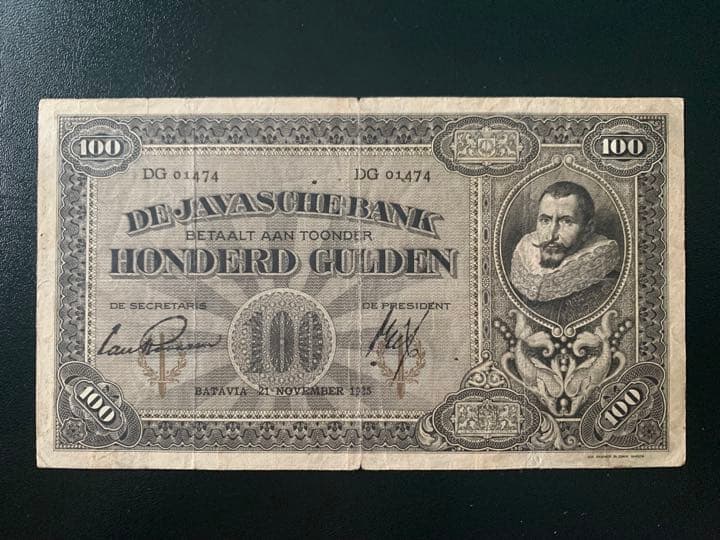 100 100
DG 01474 DG 01474
DE JAVASCHE BANK
BETAALT AAN TOONDER
HONDERD GULDEN
DE SECRETARIS DE PRESIDENT
100
BATAVIA 21 NOVEMBER 1925
100 100